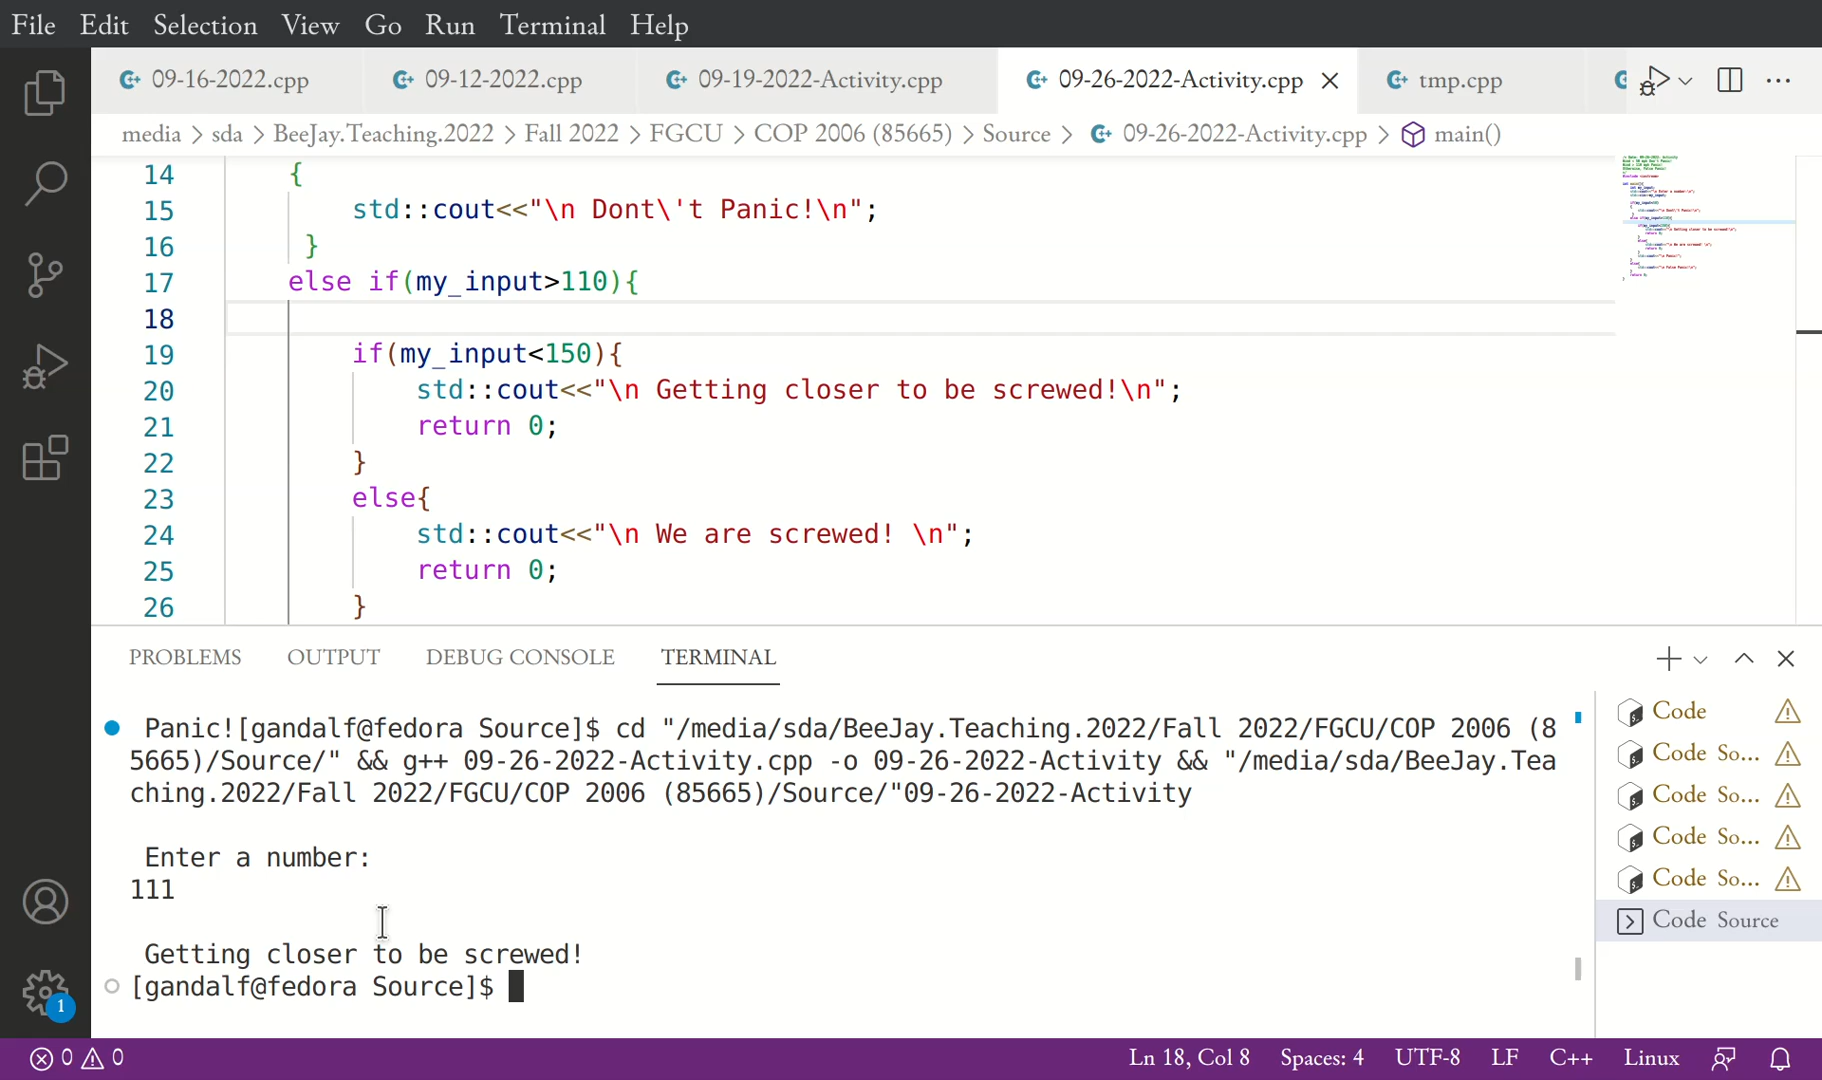 File Edit Selection View Go Run Terminal Help
09-16-2022.cpp 09-12-2022.cpp 09-19-2022-Activity.cpp 09-26-2022-Activity.cpp tmp.cpp
media > sda > BeeJay.Teaching.2022 > Fall 2022 > FGCU > COP 2006 (85665) > Source > 09-26-2022-Activity.cpp > main()
14 {
15 std::cout<<"\n Dont\'t Panic!\n";
16 }
17 else if(my_input>110){
18
19 if(my_input<150){
20 std::cout<<"\n Getting closer to be screwed!\n";
21 return 0;
22 }
23 else{
24 std::cout<<"\n We are screwed! \n";
25 return 0;
26 }
PROBLEMS OUTPUT DEBUG CONSOLE TERMINAL
Panic![gandalf@fedora Source]$ cd "/media/sda/BeeJay.Teaching.2022/Fall 2022/FGCU/COP 2006 (8
5665)/Source/" && g++ 09-26-2022-Activity.cpp -o 09-26-2022-Activity && "/media/sda/BeeJay.Tea
ching.2022/Fall 2022/FGCU/COP 2006 (85665)/Source/"09-26-2022-Activity
Enter a number:
111
Getting closer to be screwed!
[gandalf@fedora Source]$
Code
Code So...
Code So...
Code So...
Code So...
Code Source
1
0 0 Ln 18, Col 8 Spaces: 4 UTF-8 LF C++ Linux